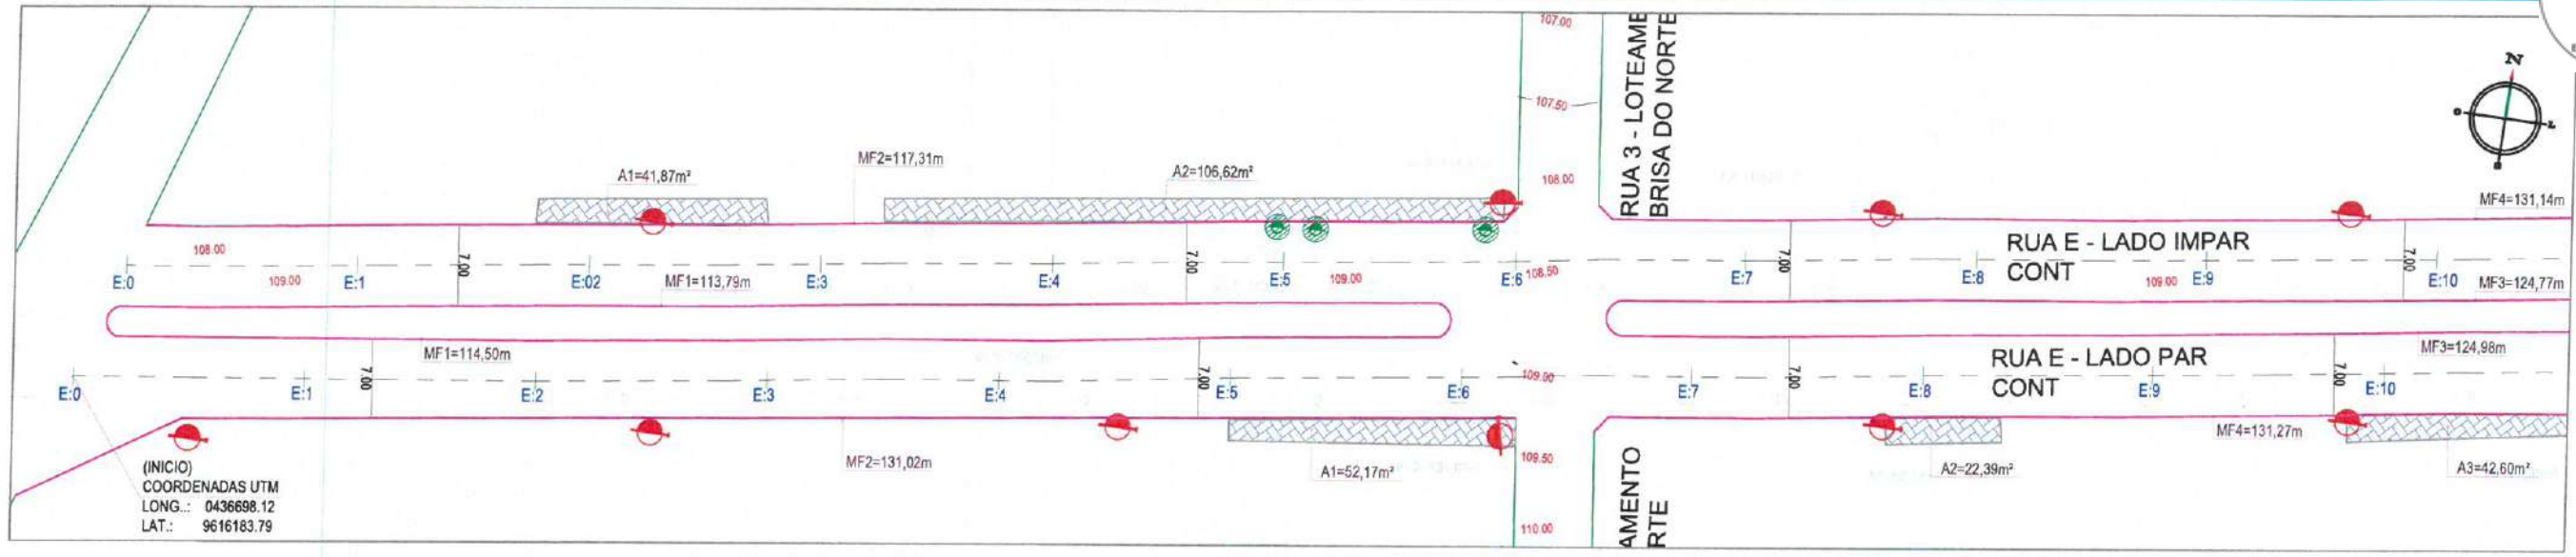 107.00
RUA 3 - LOTEAME
BRISA DO NORTE
N
107.50
MF2=117,31m
A1=41,87m²
A2=106,62m²
108.00
MF4=131,14m
RUA E - LADO IMPAR
CONT
108.00
7.00
7.00
7.00
7.00
E:0
109.00
E:1
E:02
MF1=113,79m
E:3
E:4
E:5
109.00
E:6
108.50
E:7
E:8
109.00
E:9
E:10
MF3=124,77m
MF1=114,50m
RUA E - LADO PAR
CONT
MF3=124,98m
7.00
7.00
109.00
7.00
7.00
E:0
E:1
E:2
E:3
E:4
E:5
E:6
E:7
E:8
E:9
E:10
MF4=131,27m
MF2=131,02m
109.50
A1=52,17m²
A2=22,39m²
A3=42,60m²
(INICIO)
COORDENADAS UTM
LONG..: 0436698.12
LAT.: 9616183.79
110.00
AMENTO
RTE